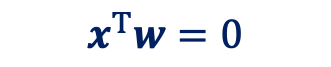 xᵀw = 0